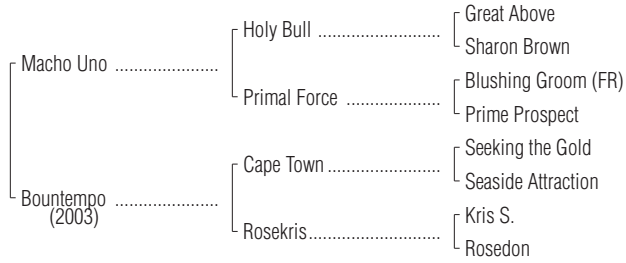 Great Above
Holy Bull ....................
Sharon Brown
Macho Uno ....................
Blushing Groom (FR)
Primal Force ..................
Prime Prospect
Seeking the Gold
Cape Town ....................
Seaside Attraction
Bountempo ....................
(2003)
Kris S.
Rosekris.........................
Rosedon